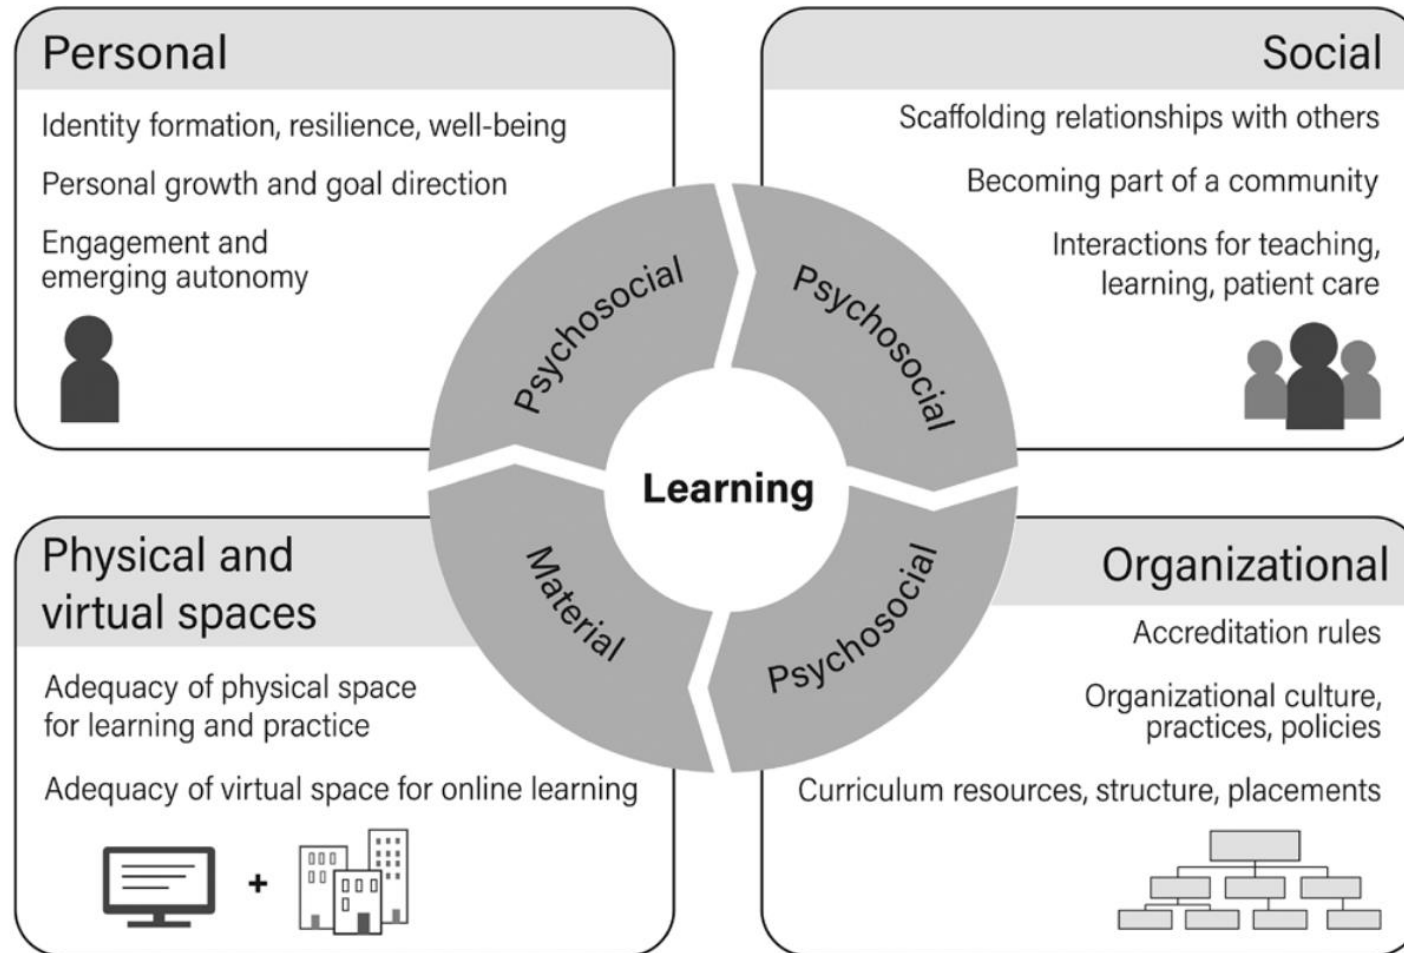 Personal
Identity formation, resilience, well-being
Personal growth and goal direction
Engagement and
emerging autonomy
Social
Scaffolding relationships with others
Becoming part of a community
Interactions for teaching,
learning, patient care
Psychosocial
Psychosocial
Learning
Material
Psychosocial
Physical and
virtual spaces
Adequacy of physical space
for learning and practice
Adequacy of virtual space for online learning
+
Organizational
Accreditation rules
Organizational culture,
practices, policies
Curriculum resources, structure, placements